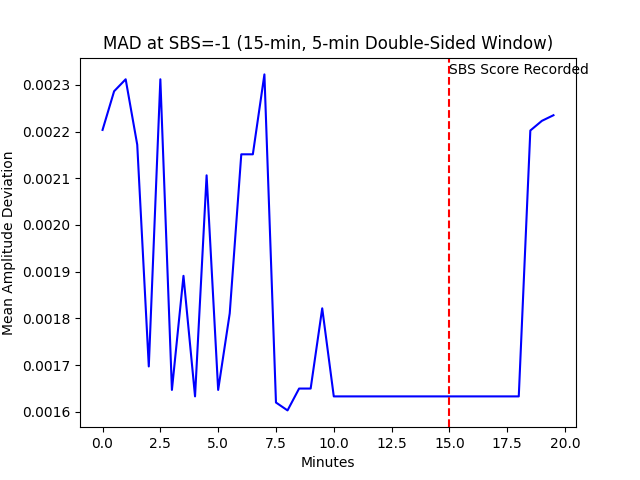 MAD at SBS=-1 (15-min, 5-min Double-Sided Window)
SBS Score Recorded
Mean Amplitude Deviation
0.0023
0.0022
0.0021
0.0020
0.0019
0.0018
0.0017
0.0016
0.0 2.5 5.0 7.5 10.0 12.5 15.0 17.5 20.0
Minutes